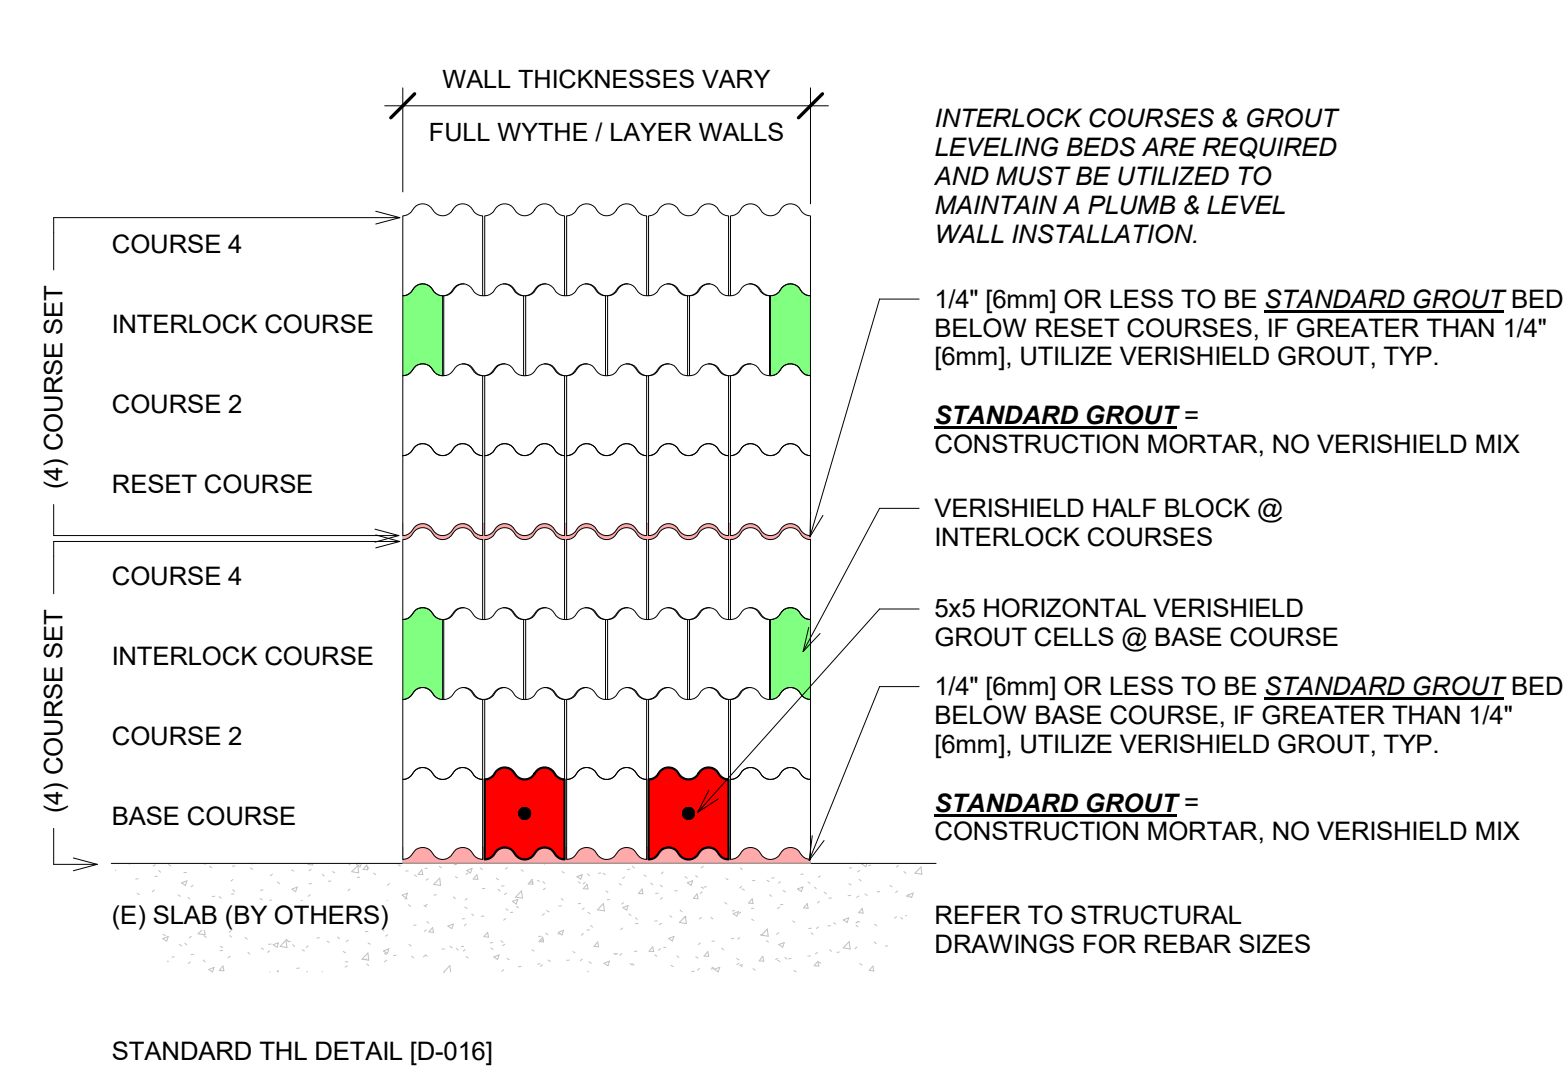 WALL THICKNESSES VARY
FULL WYTHE / LAYER WALLS
(4) COURSE SET
COURSE 4
INTERLOCK COURSE
COURSE 2
RESET COURSE
(4) COURSE SET
COURSE 4
INTERLOCK COURSE
COURSE 2
BASE COURSE
(E) SLAB (BY OTHERS)
INTERLOCK COURSES & GROUT
LEVELING BEDS ARE REQUIRED
AND MUST BE UTILIZED TO
MAINTAIN A PLUMB & LEVEL
WALL INSTALLATION.
1/4" [6mm] OR LESS TO BE STANDARD GROUT BED
BELOW RESET COURSES, IF GREATER THAN 1/4"
[6mm], UTILIZE VERISHIELD GROUT, TYP.
STANDARD GROUT =
CONSTRUCTION MORTAR, NO VERISHIELD MIX
VERISHIELD HALF BLOCK @
INTERLOCK COURSES
5x5 HORIZONTAL VERISHIELD
GROUT CELLS @ BASE COURSE
1/4" [6mm] OR LESS TO BE STANDARD GROUT BED
BELOW BASE COURSE, IF GREATER THAN 1/4"
[6mm], UTILIZE VERISHIELD GROUT, TYP.
STANDARD GROUT =
CONSTRUCTION MORTAR, NO VERISHIELD MIX
REFER TO STRUCTURAL
DRAWINGS FOR REBAR SIZES
STANDARD THL DETAIL [D-016]